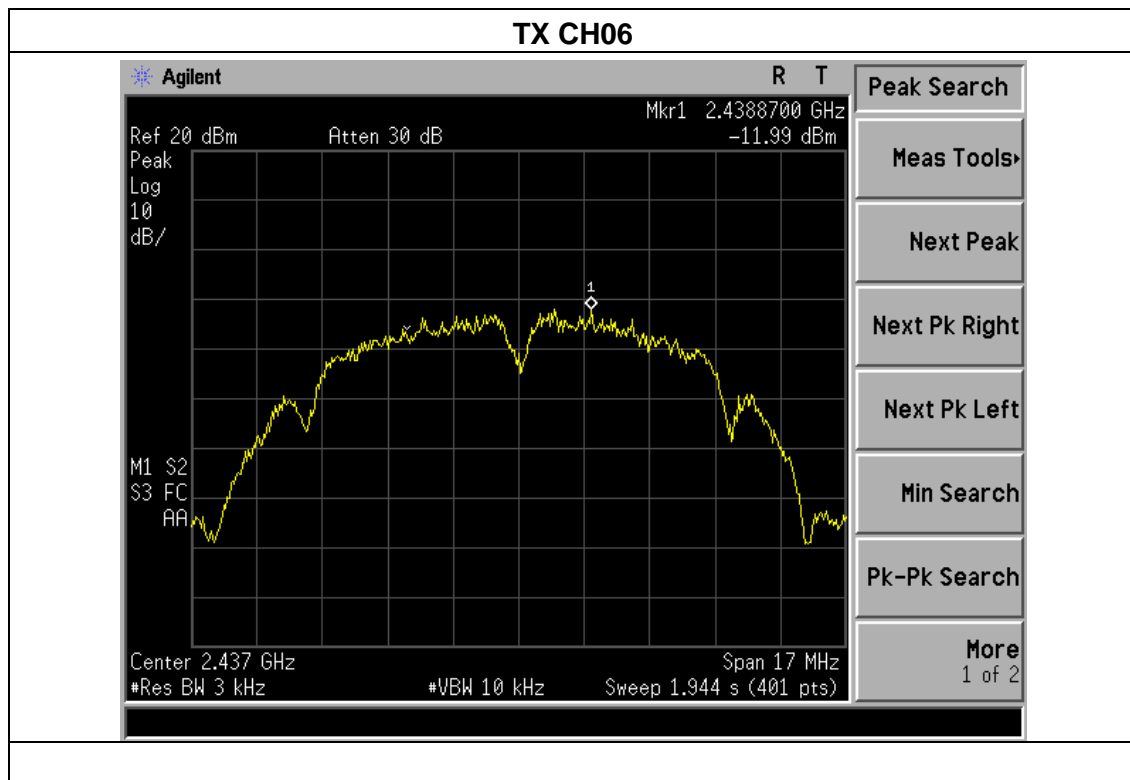 TX CH06
Agilent R T
Mkr1 2.4388700 GHz
Ref 20 dBm Atten 30 dB -11.99 dBm
Peak
Log
10
dB/
1
M1 S2
S3 FC
AA
Center 2.437 GHz Span 17 MHz
#Res BW 3 kHz #VBW 10 kHz Sweep 1.944 s (401 pts)
Peak Search
Meas Tools
Next Peak
Next Pk Right
Next Pk Left
Min Search
Pk-Pk Search
More
1 of 2